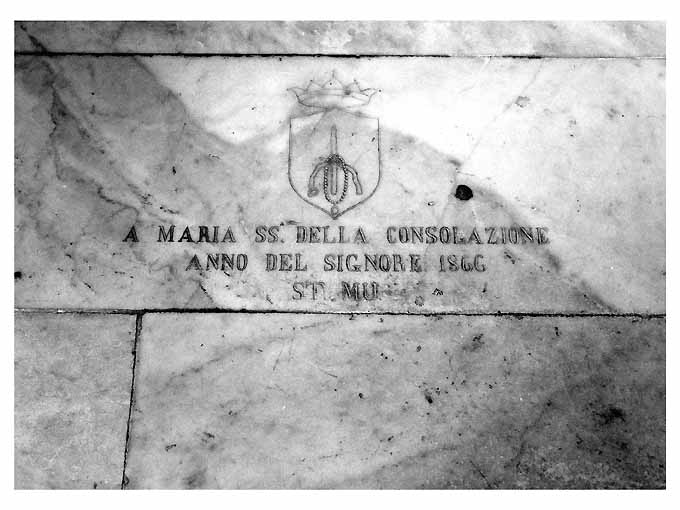 A MARIA SS. DELLA CONSOLAZIONE
ANNO DEL SIGNORE 1866
ST. MU